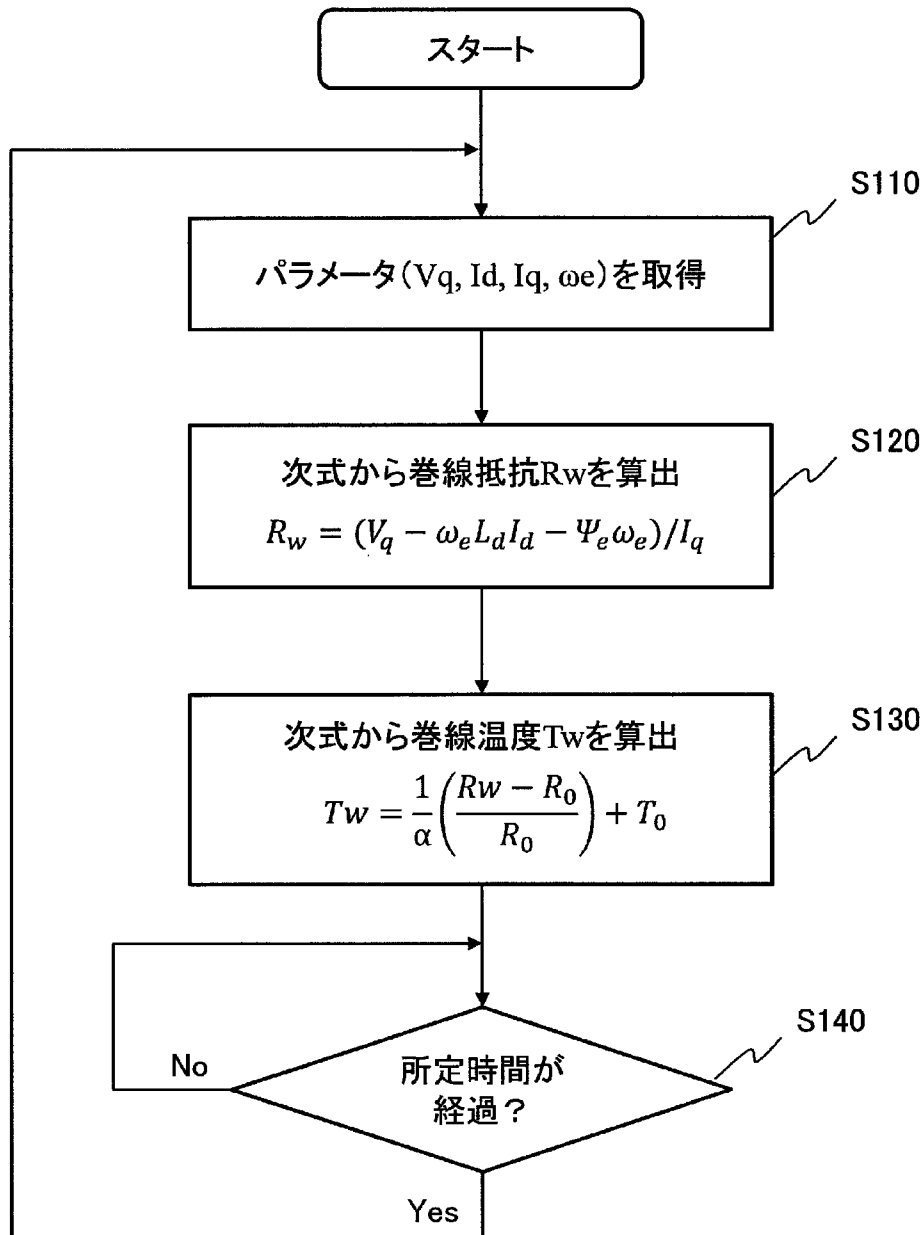 スタート
S110
パラメータ(Vq, Id, Iq, ωe)を取得
S120
次式から巻線抵抗Rwを算出
R_w = (V_q − ω_e L_d I_d − Ψ_e ω_e)/I_q
S130
次式から巻線温度Twを算出
Tw = 1/α ((Rw − R_0)/R_0) + T_0
S140
所定時間が
経過?
No
Yes